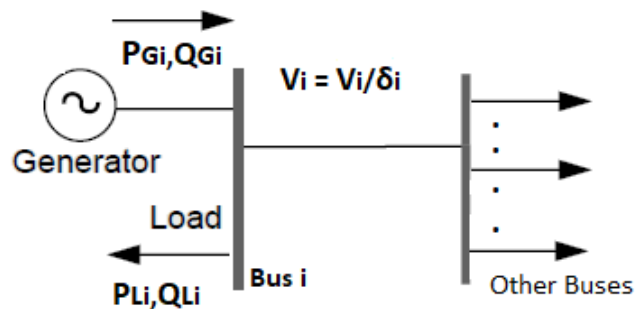 PGi,QGi
Vi = Vi/δi
Generator
Load
PLi,QLi
Bus i
Other Buses